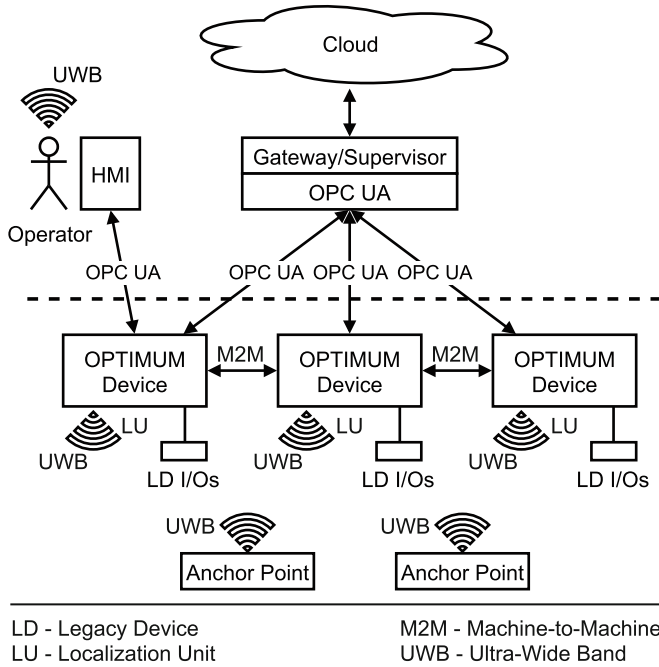 Cloud
UWB
Gateway/Supervisor
HMI
OPC UA
Operator
OPC UA OPC UA OPC UA OPC UA
OPTIMUM Device M2M OPTIMUM Device M2M OPTIMUM Device
LU LU LU
UWB UWB UWB
LD I/Os LD I/Os LD I/Os
UWB UWB
Anchor Point Anchor Point
LD - Legacy Device M2M - Machine-to-Machine
LU - Localization Unit UWB - Ultra-Wide Band